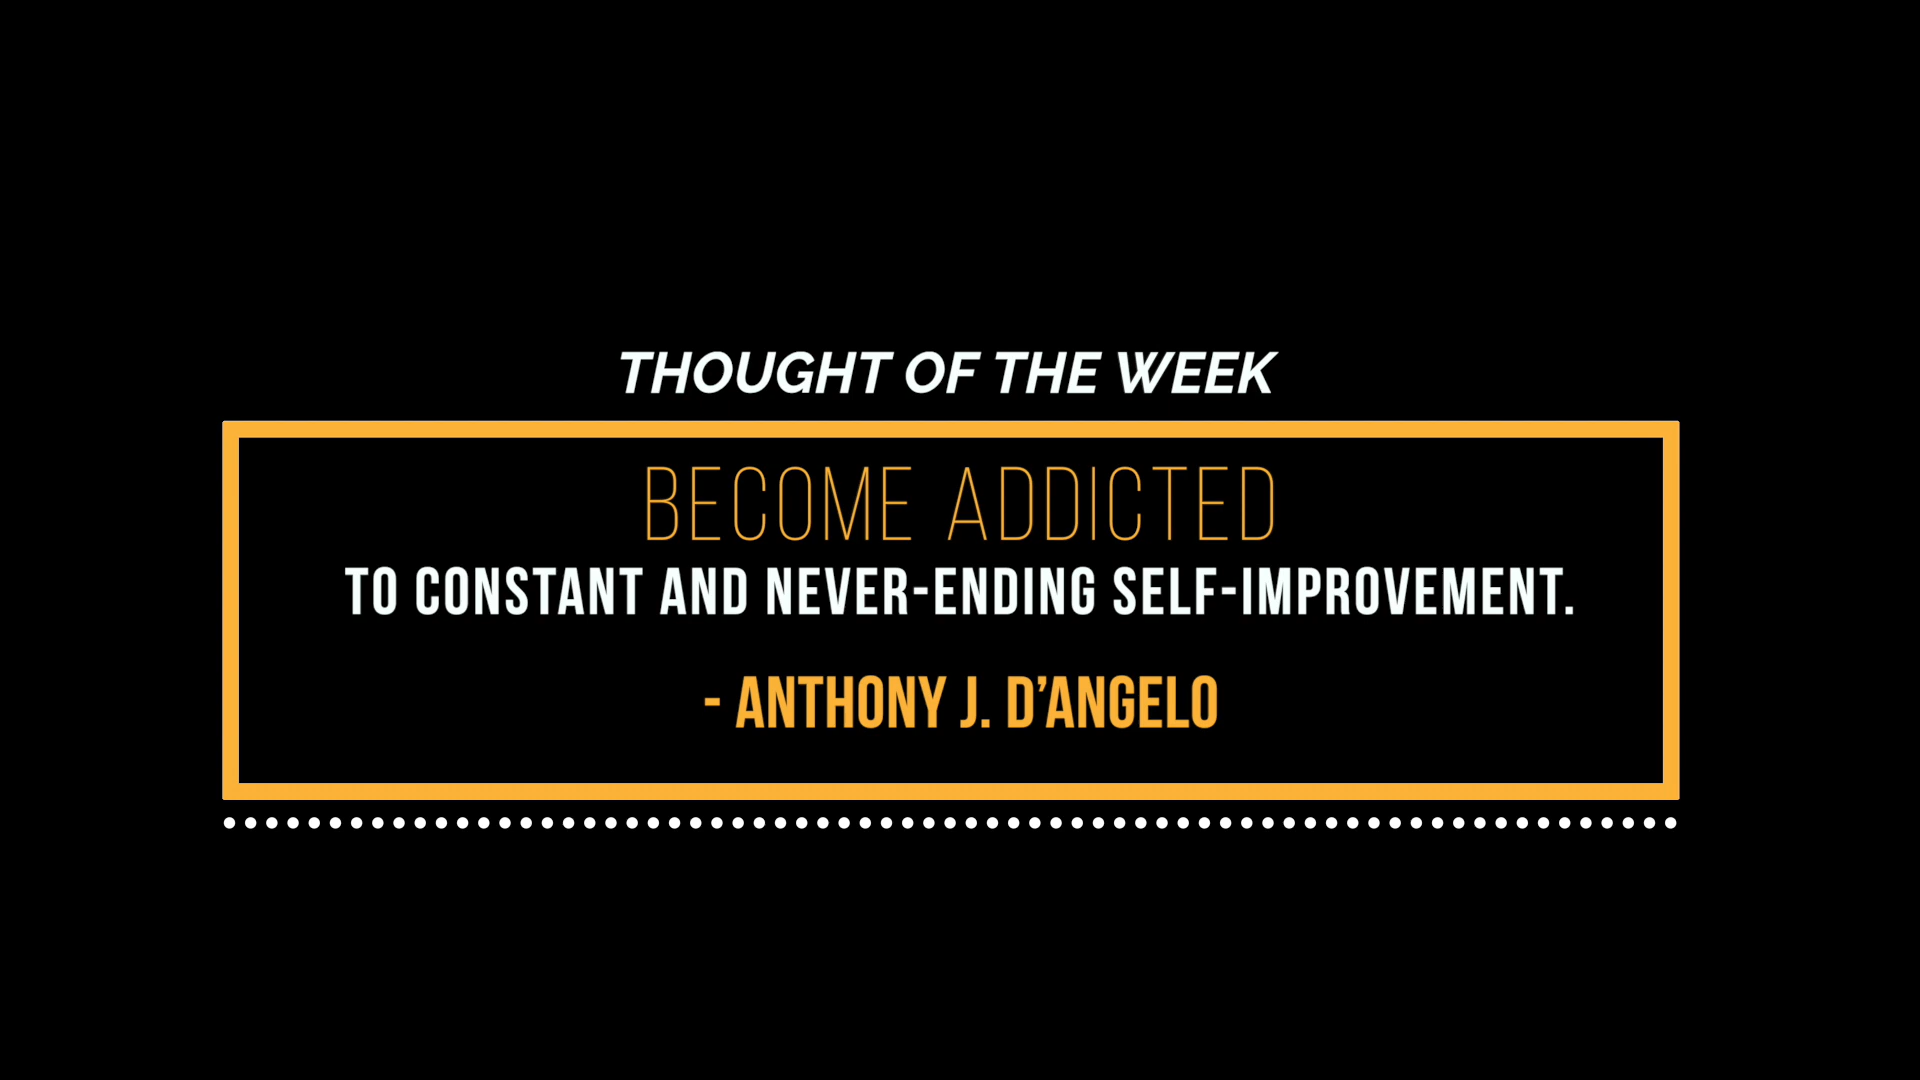 THOUGHT OF THE WEEK
BECOME ADDICTED
TO CONSTANT AND NEVER-ENDING SELF-IMPROVEMENT.
- ANTHONY J. D’ANGELO